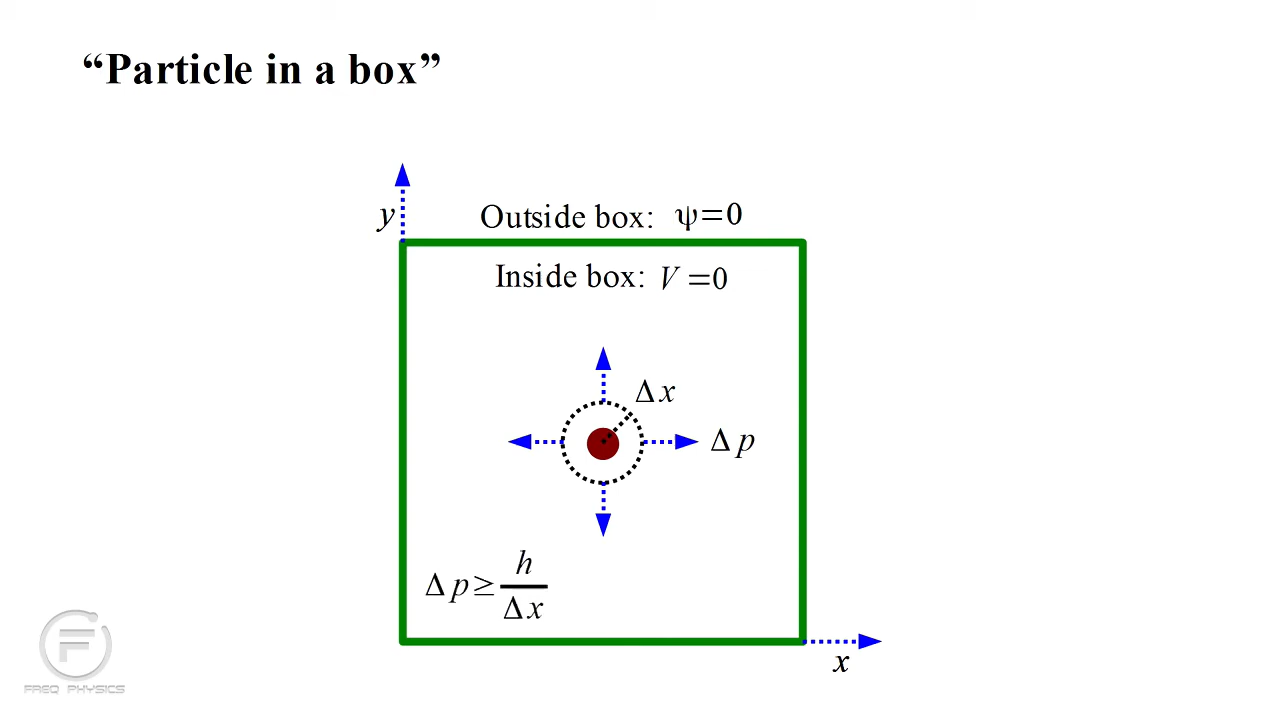 “Particle in a box”
y
Outside box: ψ=0
Inside box: V=0
Δx
Δp
Δp≥h/Δx
x
F
FREQ PHYSICS